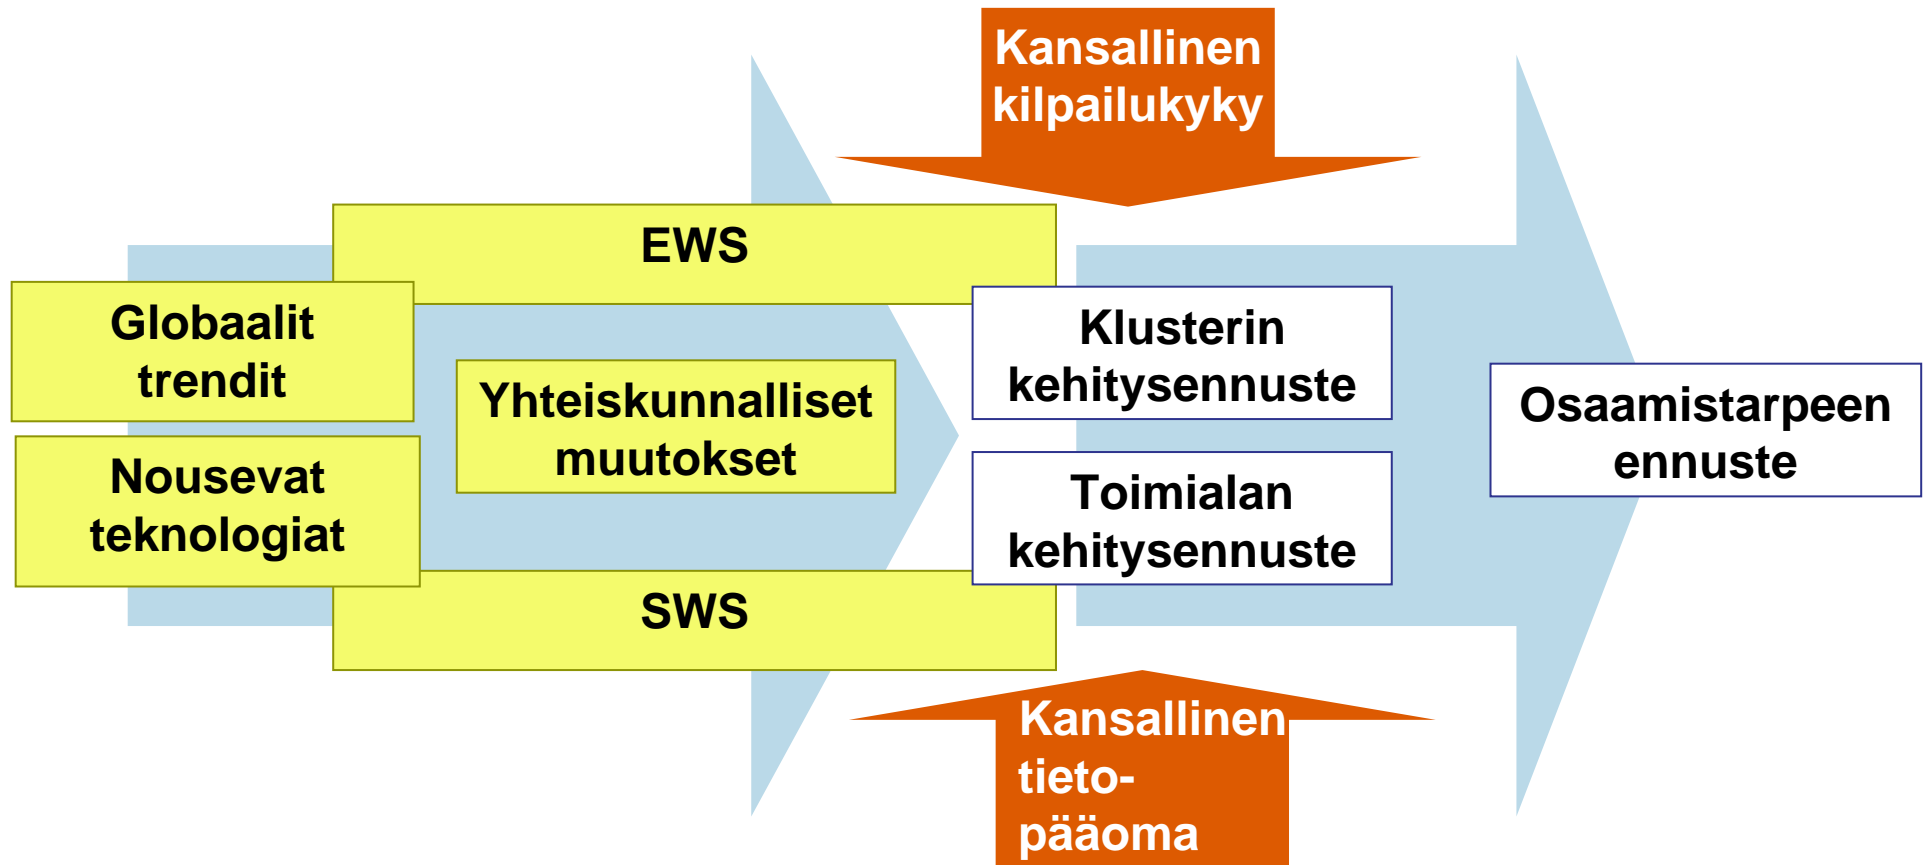 Kansallinen
kilpailukyky
EWS
Globaalit
trendit
Nousevat
teknologiat
Yhteiskunnalliset
muutokset
Klusterin
kehitysennuste
Toimialan
kehitysennuste
Osaamistarpeen
ennuste
SWS
Kansallinen
tieto-
pääoma